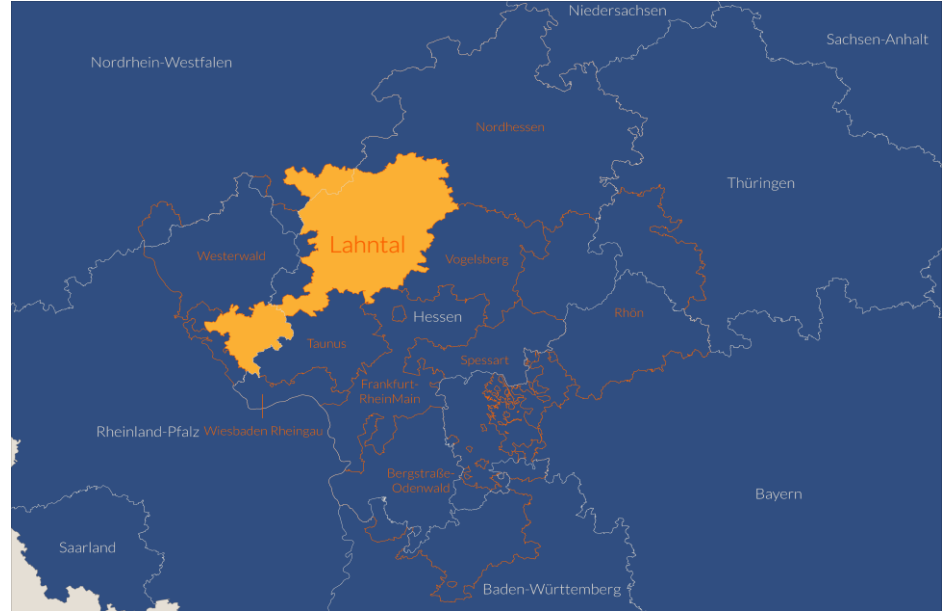 Niedersachsen
Sachsen-Anhalt
Nordrhein-Westfalen
Nordhessen
Thüringen
Lahntal
Westerwald
Vogelsberg
Rhön
Hessen
Taunus
Spessart
Frankfurt-
RheinMain
Rheinland-Pfalz
Wiesbaden Rheingau
Bergstraße-
Odenwald
Bayern
Saarland
Baden-Württemberg